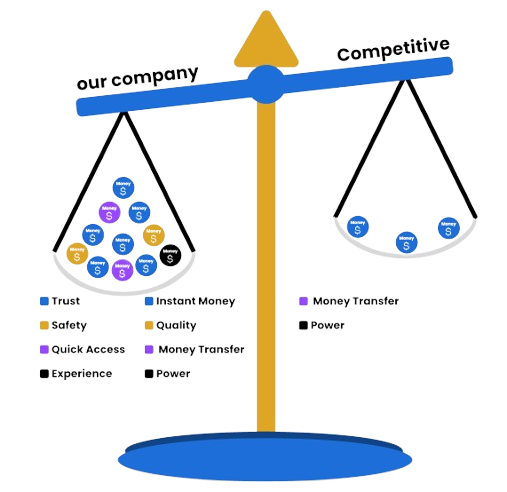 Competitive
our company
Money
$
Money
$
Money
$
Money
$
Money
$
Money
$
Money
$
Money
$
Money
$
Money
$
Money
$
Money
$
Money
$
Money
$
Trust
Instant Money
Money Transfer
Safety
Quality
Power
Quick Access
Money Transfer
Experience
Power